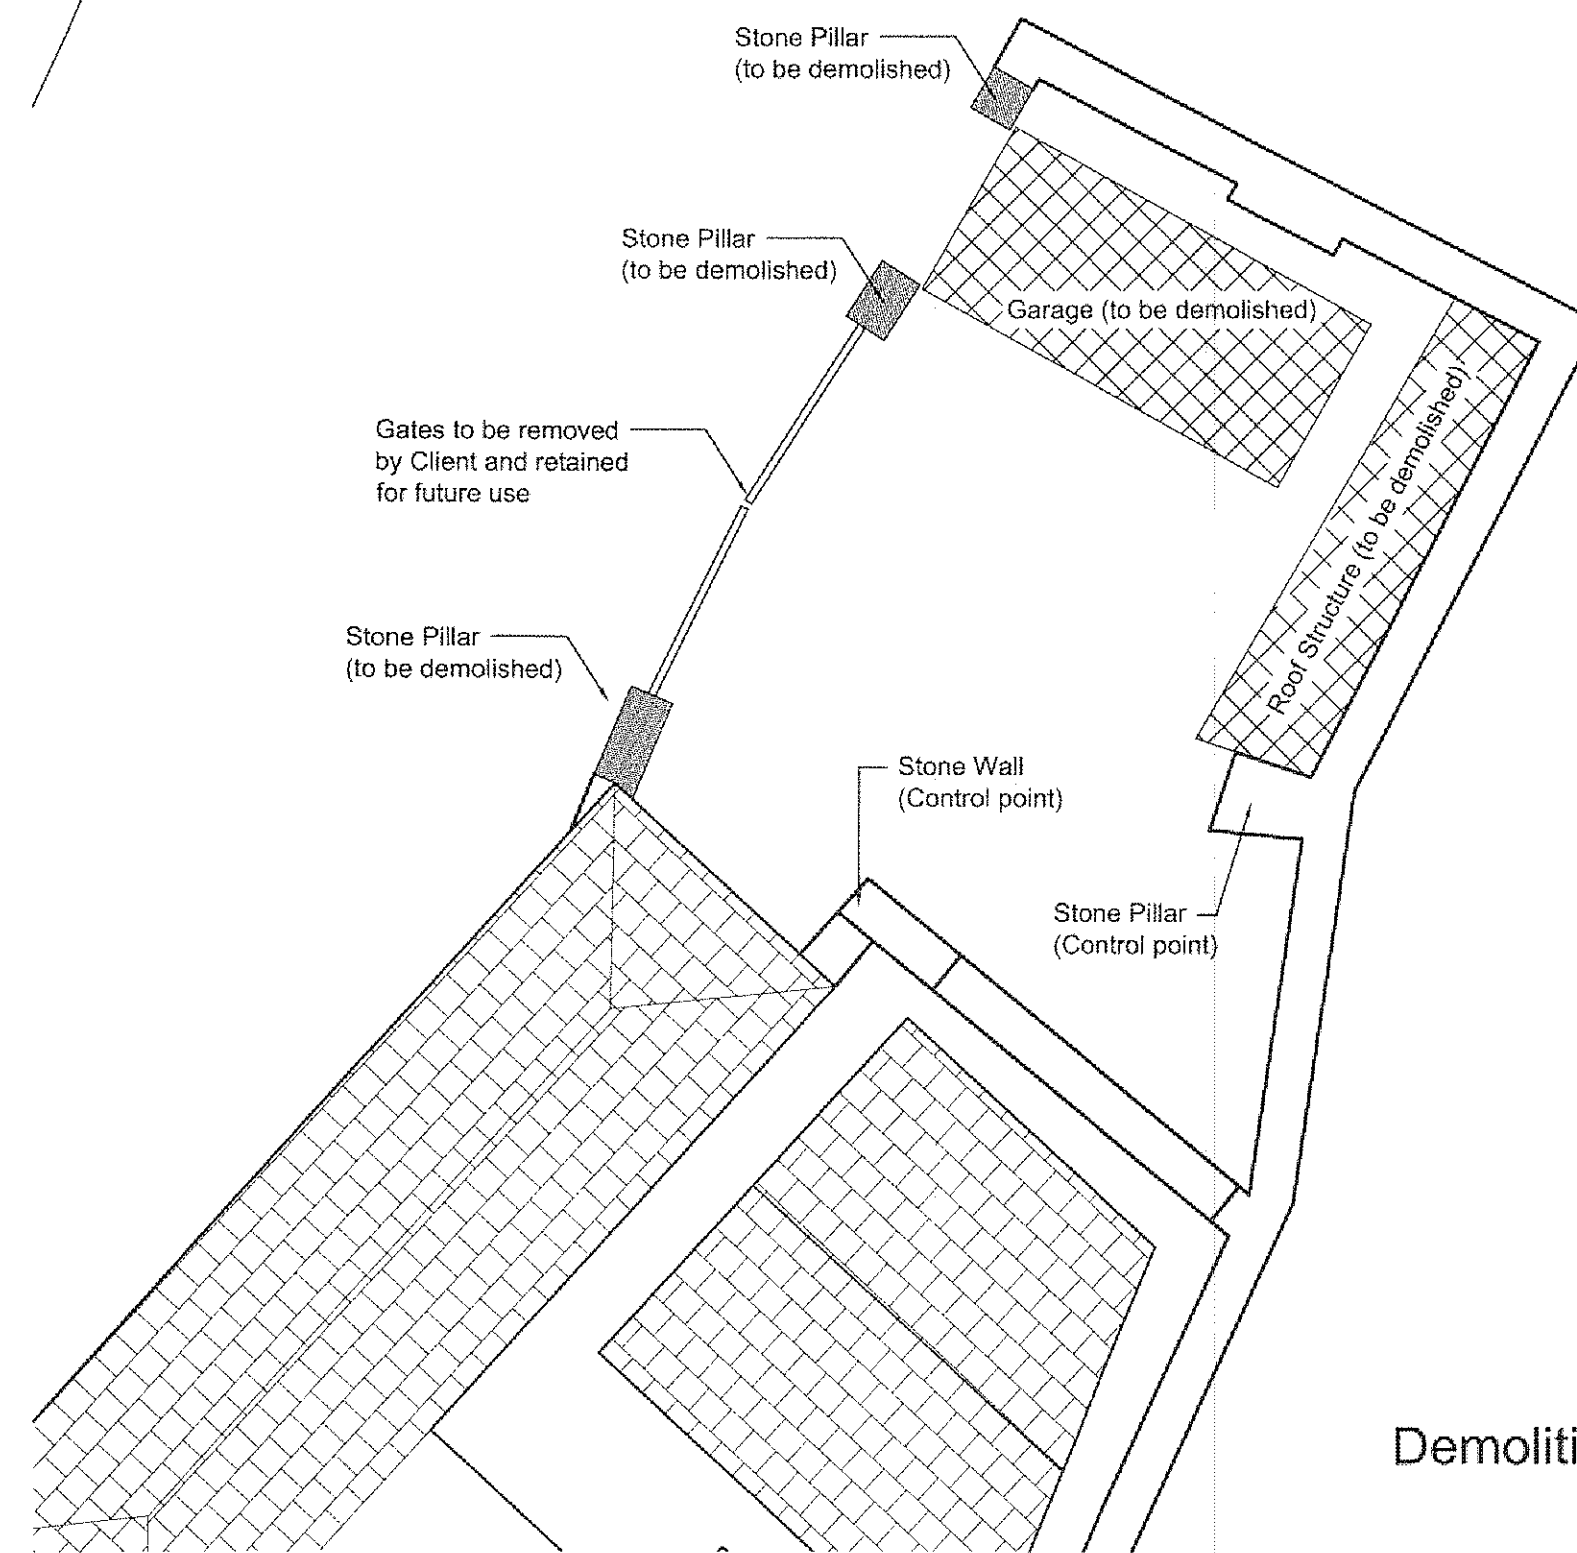 Stone Pillar
(to be demolished)
Stone Pillar
(to be demolished)
Garage (to be demolished)
Roof Structure (to be demolished)
Gates to be removed
by Client and retained
for future use
Stone Pillar
(to be demolished)
Stone Wall
(Control point)
Stone Pillar
(Control point)
Demoliti